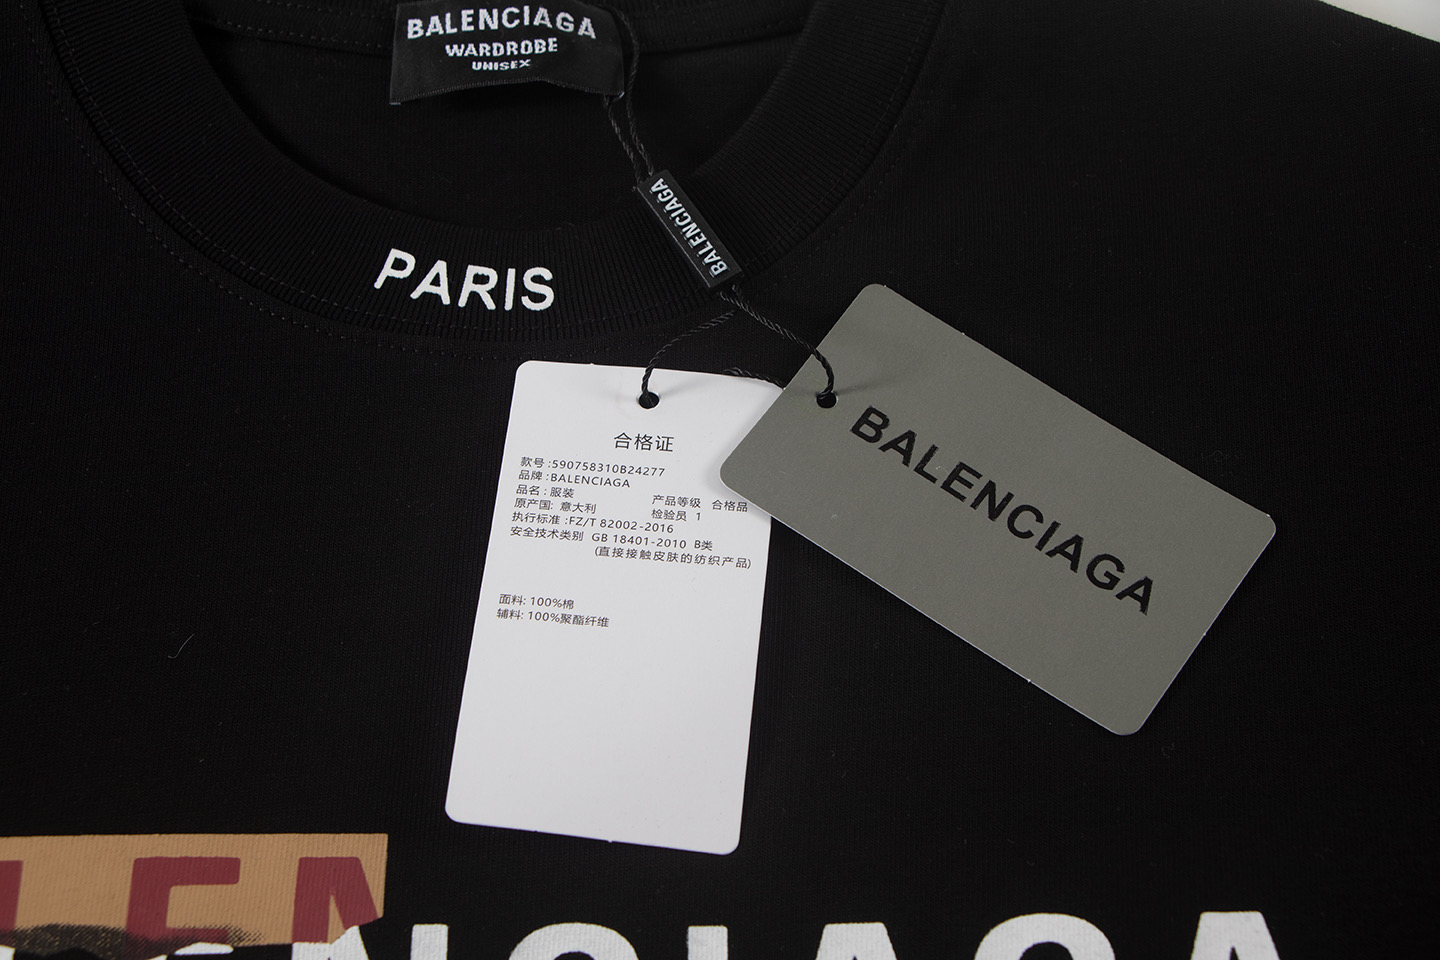 BALENCIAGA
WARDROBE
UNISEX
BALENCIAGA
PARIS
合格证
款号:590758310B24277
品牌:BALENCIAGA
品名:服装 产品等级 合格品
原产国: 意大利 检验员 1
执行标准:FZ/T 82002-2016
安全技术类别 GB 18401-2010 B类
(直接接触皮肤的纺织产品)
面料: 100%棉
辅料: 100%聚酯纤维
BALENCIAGA
LEN
ENCIAGA